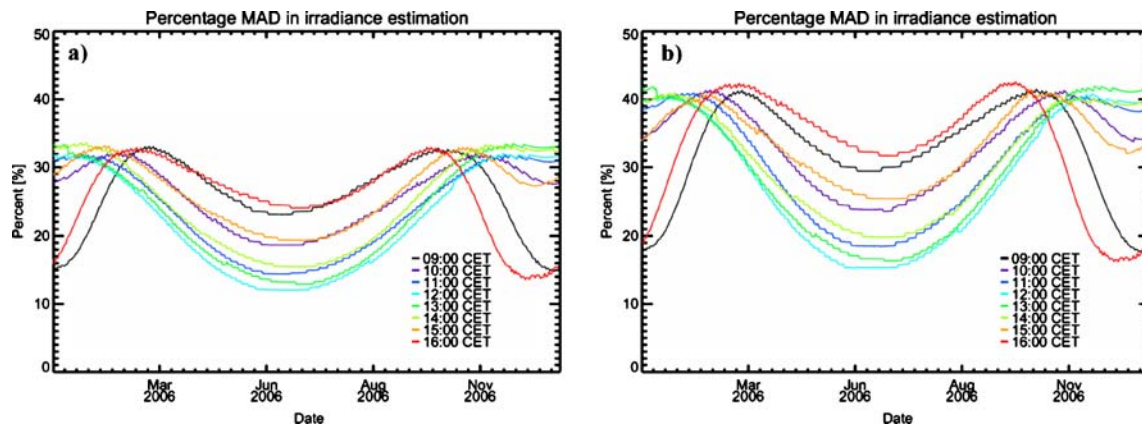 Percentage MAD in irradiance estimation
a)
50
40
30
20
10
0
Percent [%]
09:00 CET
10:00 CET
11:00 CET
12:00 CET
13:00 CET
14:00 CET
15:00 CET
16:00 CET
Mar
2006
Jun
2006
Aug
2006
Nov
2006
Date
Percentage MAD in irradiance estimation
b)
50
40
30
20
10
0
Percent [%]
09:00 CET
10:00 CET
11:00 CET
12:00 CET
13:00 CET
14:00 CET
15:00 CET
16:00 CET
Mar
2006
Jun
2006
Aug
2006
Nov
2006
Date